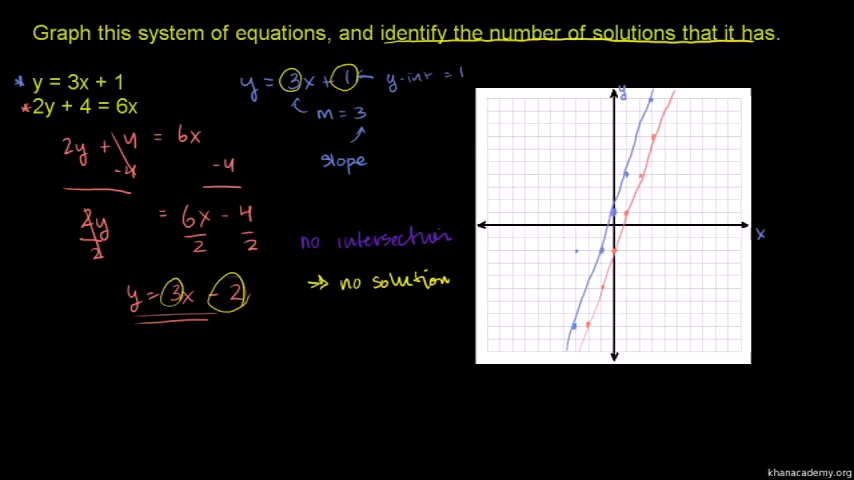 Graph this system of equations, and identify the number of solutions that it has.
* y = 3x + 1
* 2y + 4 = 6x
y = 3x + 1 ← y-int = 1
m = 3
slope
2y + 4 = 6x
-4 -4
2y = 6x - 4
2 2 2
y = 3x - 2
no intersection
⇒ no solution
y
x
khanacademy.org